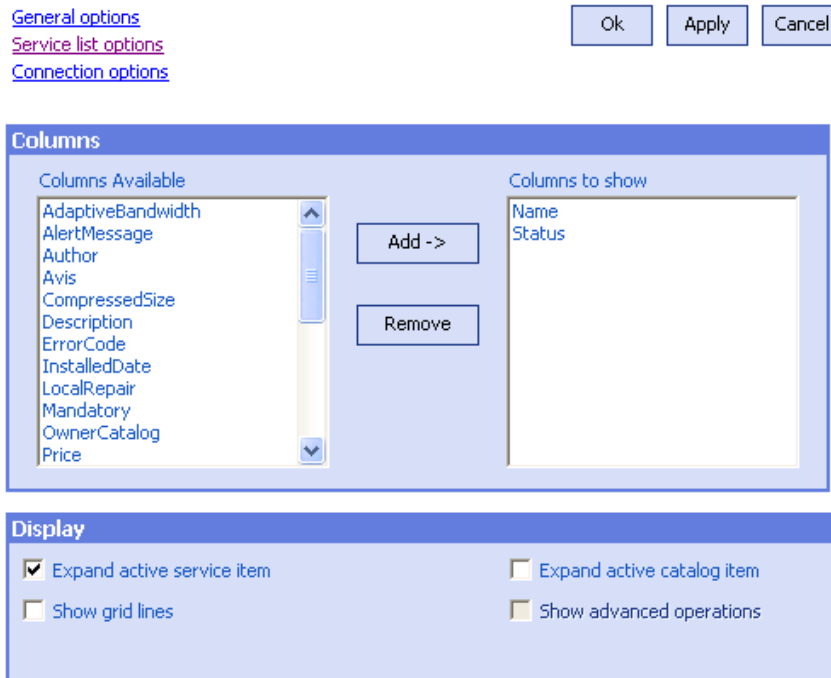 General options
Service list options
Connection options
Ok
Apply
Cancel
Columns
Columns Available
AdaptiveBandwidth
AlertMessage
Author
Avis
CompressedSize
Description
ErrorCode
InstalledDate
LocalRepair
Mandatory
OwnerCatalog
Price
Add ->
Remove
Columns to show
Name
Status
Display
Expand active service item
Expand active catalog item
Show grid lines
Show advanced operations